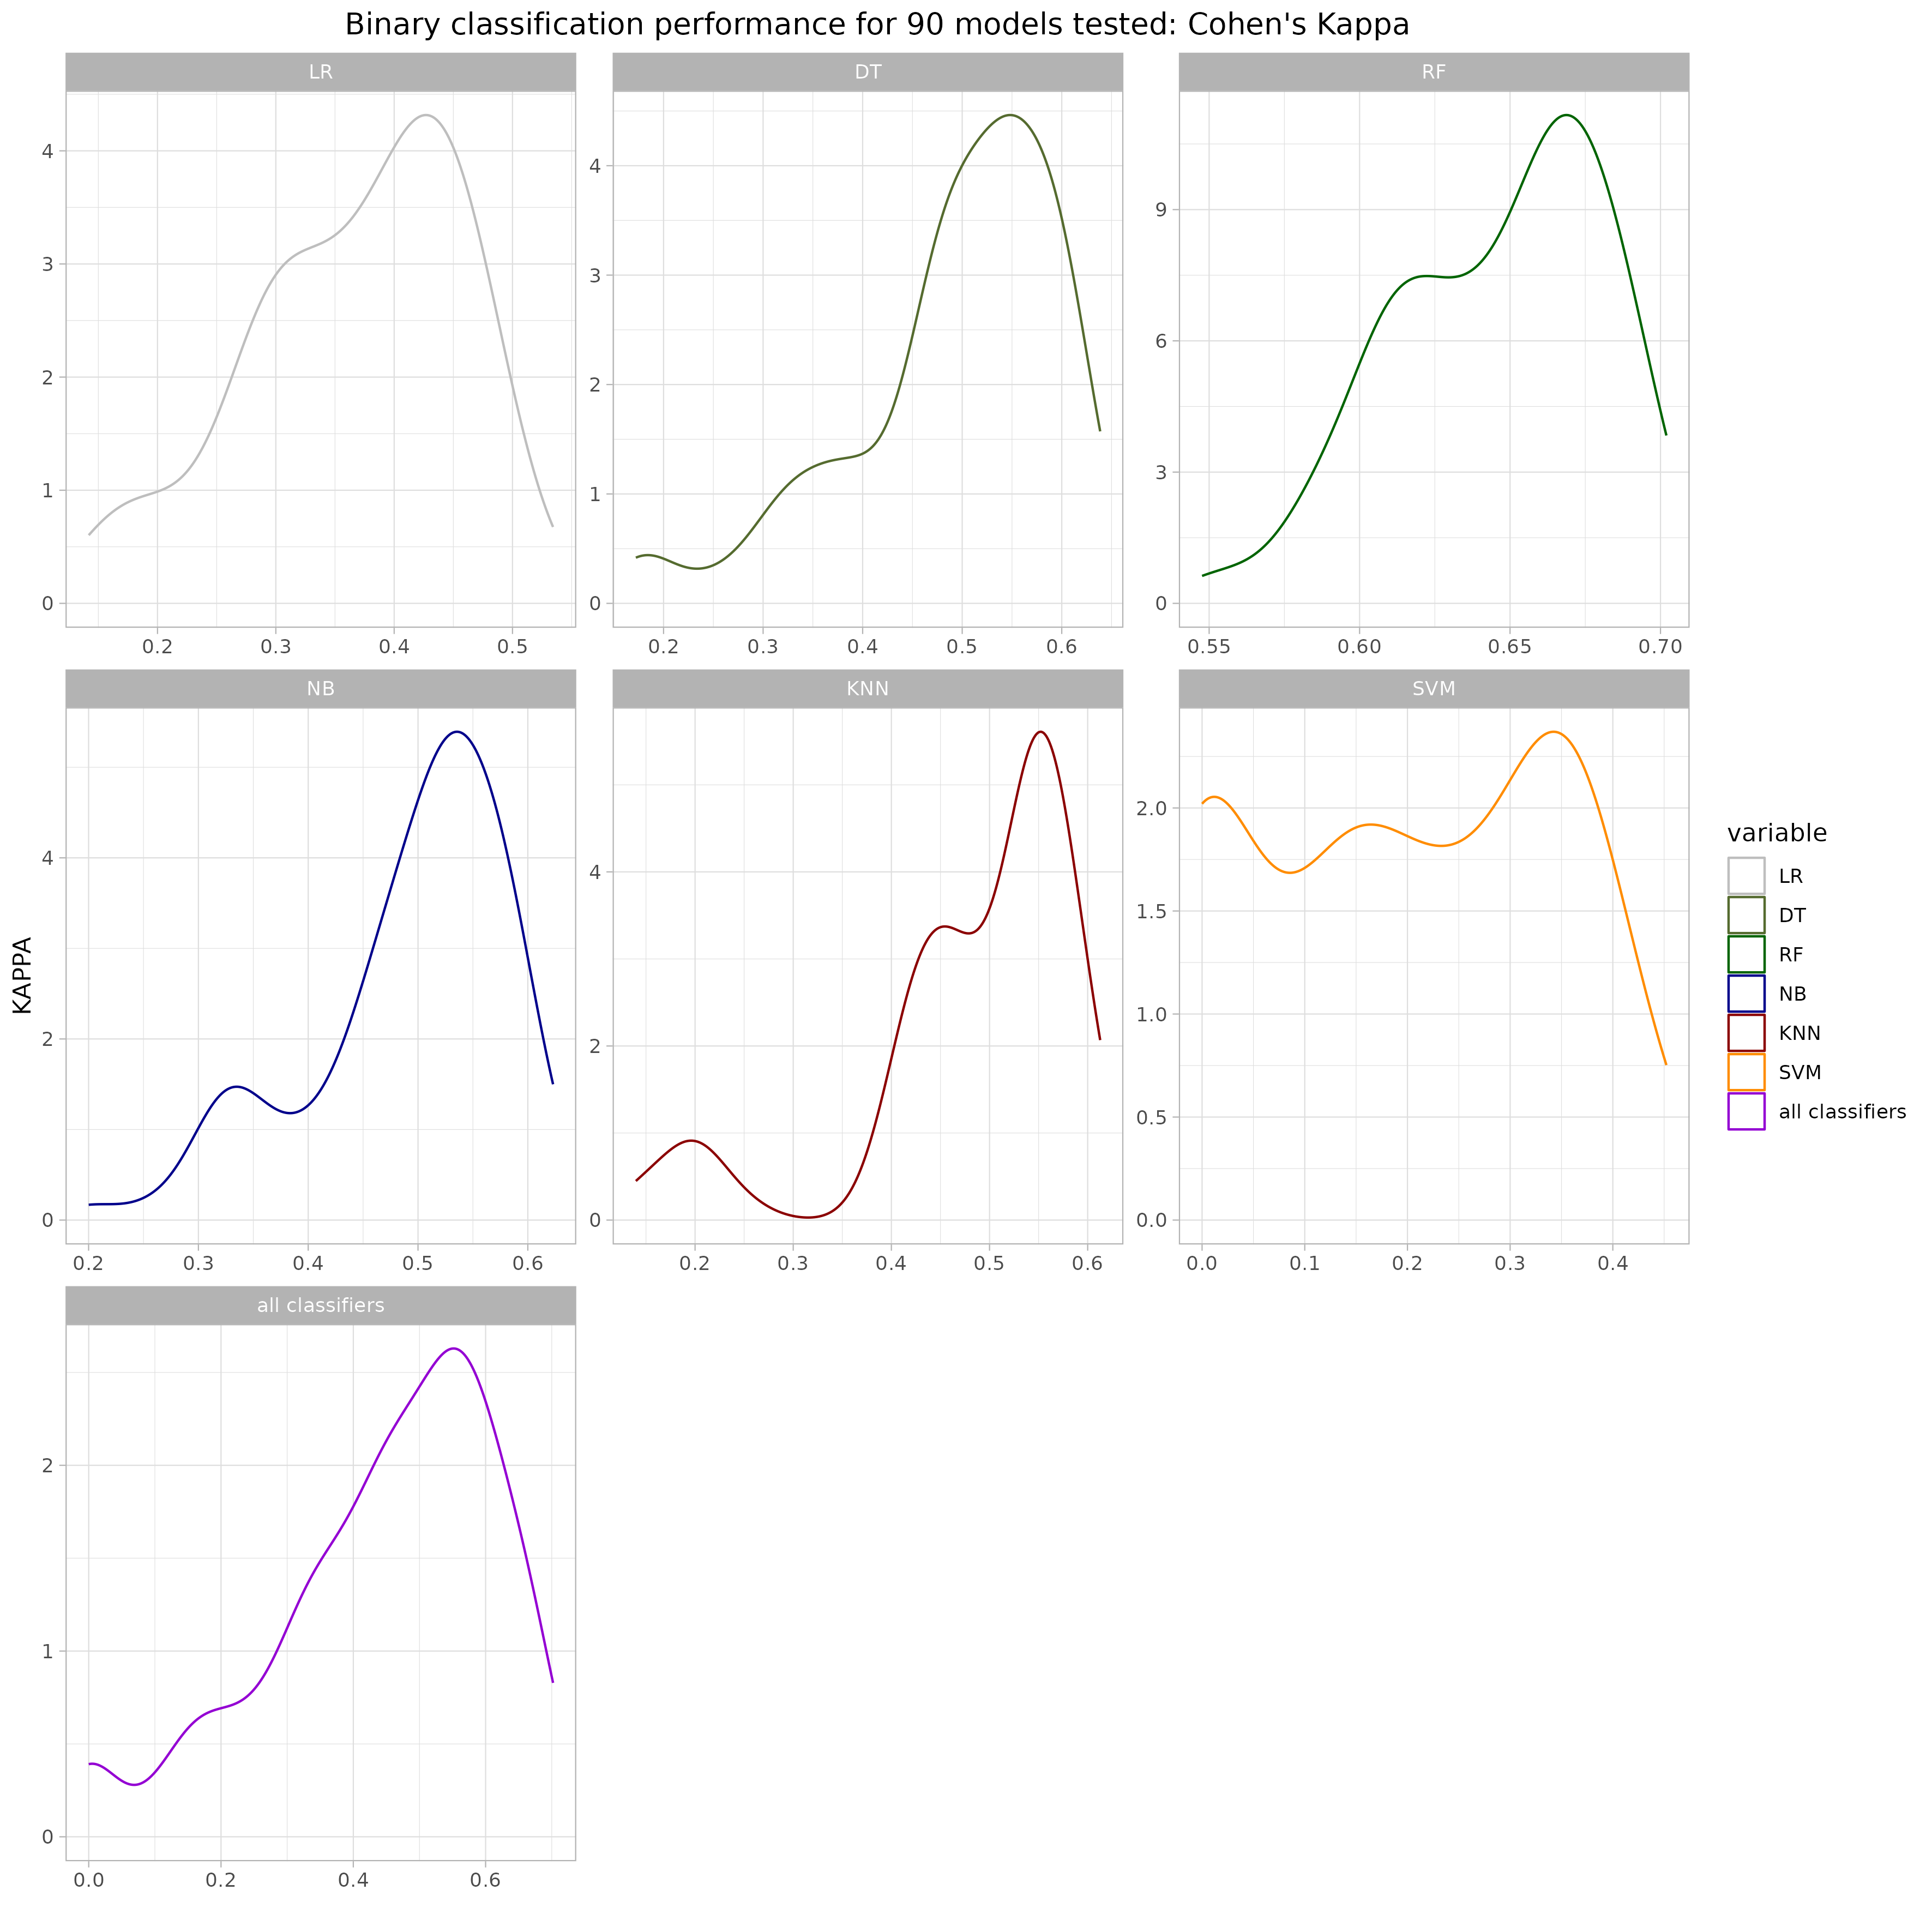 Binary classification performance for 90 models tested: Cohen's Kappa
LR
DT
RF
4
3
2
1
0
0.2 0.3 0.4 0.5
4
3
2
1
0
0.2 0.3 0.4 0.5 0.6
9
6
3
0
0.55 0.60 0.65 0.70
NB
KNN
SVM
4
2
0
0.2 0.3 0.4 0.5 0.6
4
2
0
0.2 0.3 0.4 0.5 0.6
2.0
1.5
1.0
0.5
0.0
0.0 0.1 0.2 0.3 0.4
all classifiers
2
1
0
0.0 0.2 0.4 0.6
KAPPA
variable
LR
DT
RF
NB
KNN
SVM
all classifiers